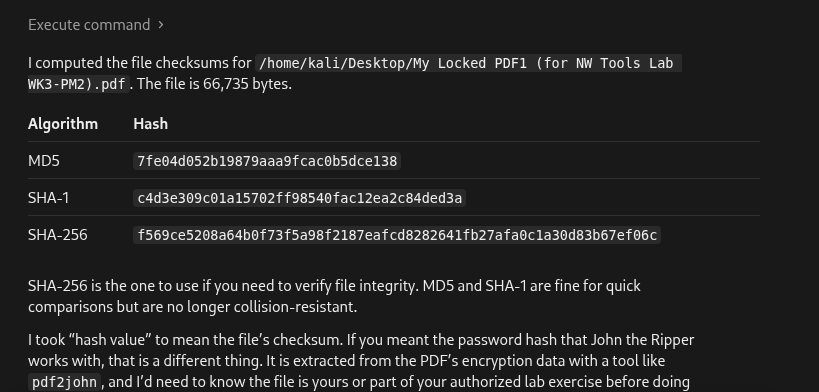 Execute command >
I computed the file checksums for /home/kali/Desktop/My Locked PDF1 (for NW Tools Lab
WK3-PM2).pdf. The file is 66,735 bytes.
Algorithm Hash
MD5 7fe04d052b19879aaa9fcac0b5dce138
SHA-1 c4d3e309c01a15702ff98540fac12ea2c84ded3a
SHA-256 f569ce5208a64b0f73f5a98f2187eafcd8282641fb27afa0c1a30d83b67ef06c
SHA-256 is the one to use if you need to verify file integrity. MD5 and SHA-1 are fine for quick
comparisons but are no longer collision-resistant.
I took “hash value” to mean the file’s checksum. If you meant the password hash that John the Ripper
works with, that is a different thing. It is extracted from the PDF’s encryption data with a tool like
pdf2john, and I’d need to know the file is yours or part of your authorized lab exercise before doing